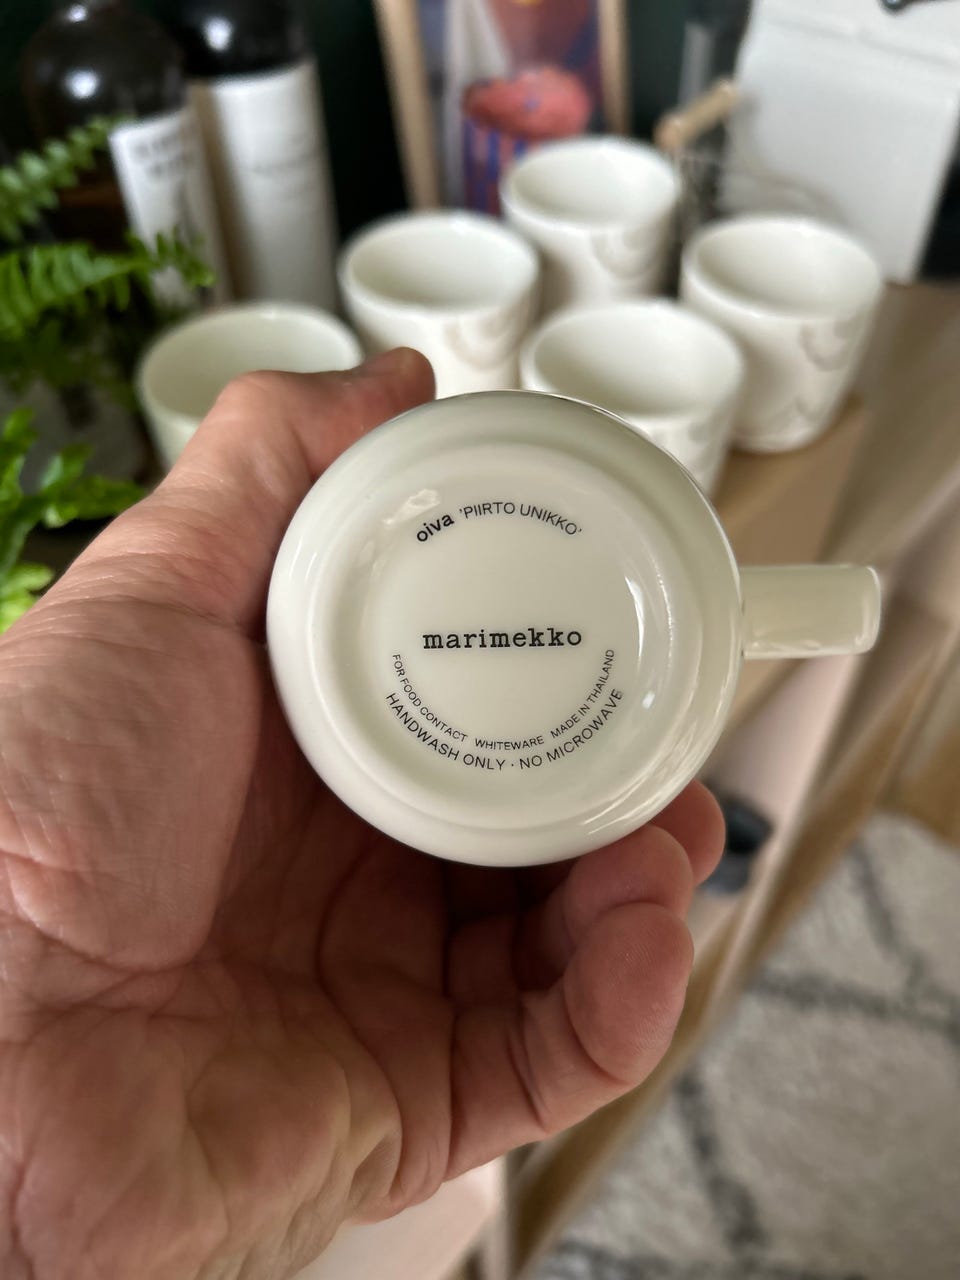 oiva 'PIIRTO UNIKKO'
marimekko
FOR FOOD CONTACT WHITEWARE MADE IN THAILAND
HANDWASH ONLY · NO MICROWAVE